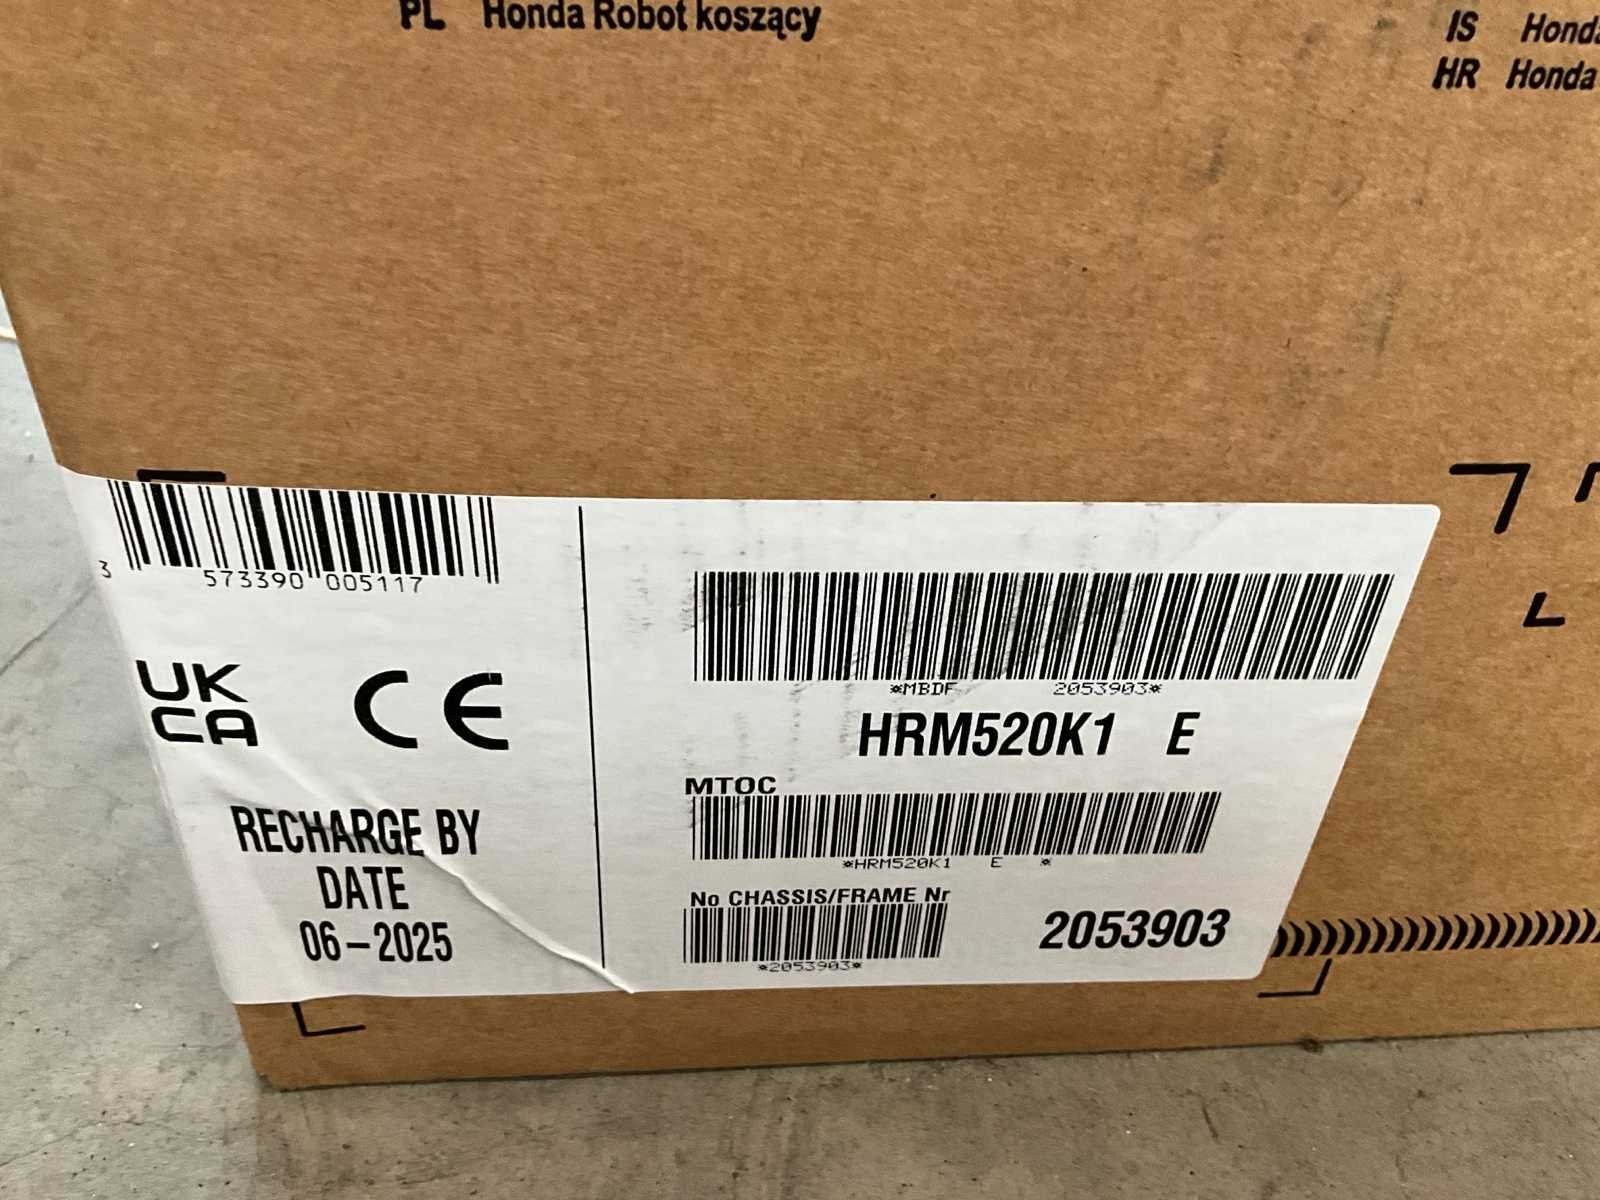 PL Honda Robot koszący
IS Honda
HR Honda
3 573390 005117
UK
CA
CE
RECHARGE BY
DATE
06-2025
*MBDF 2053903*
HRM520K1 E
MTOC
*HRM520K1 E *
No CHASSIS/FRAME Nr
*2053903*
2053903